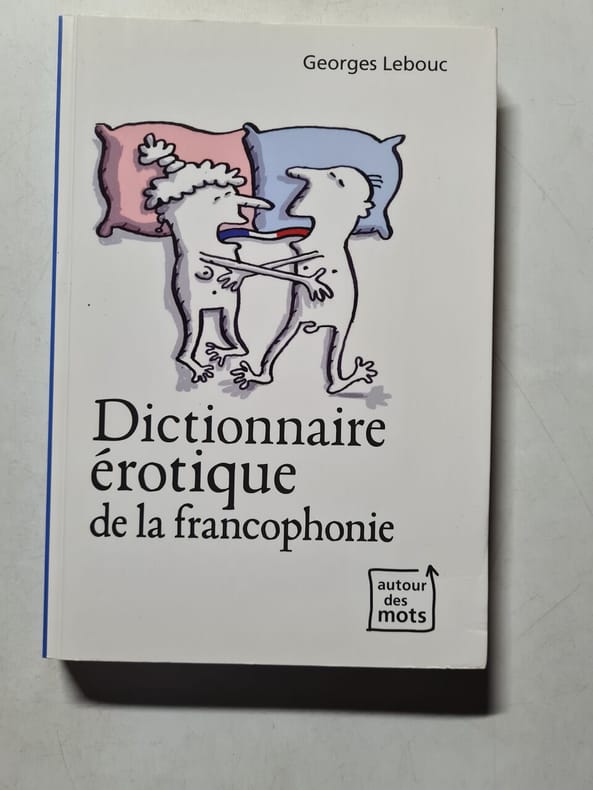 Georges Lebouc
Dictionnaire
érotique
de la francophonie
autour
des
mots